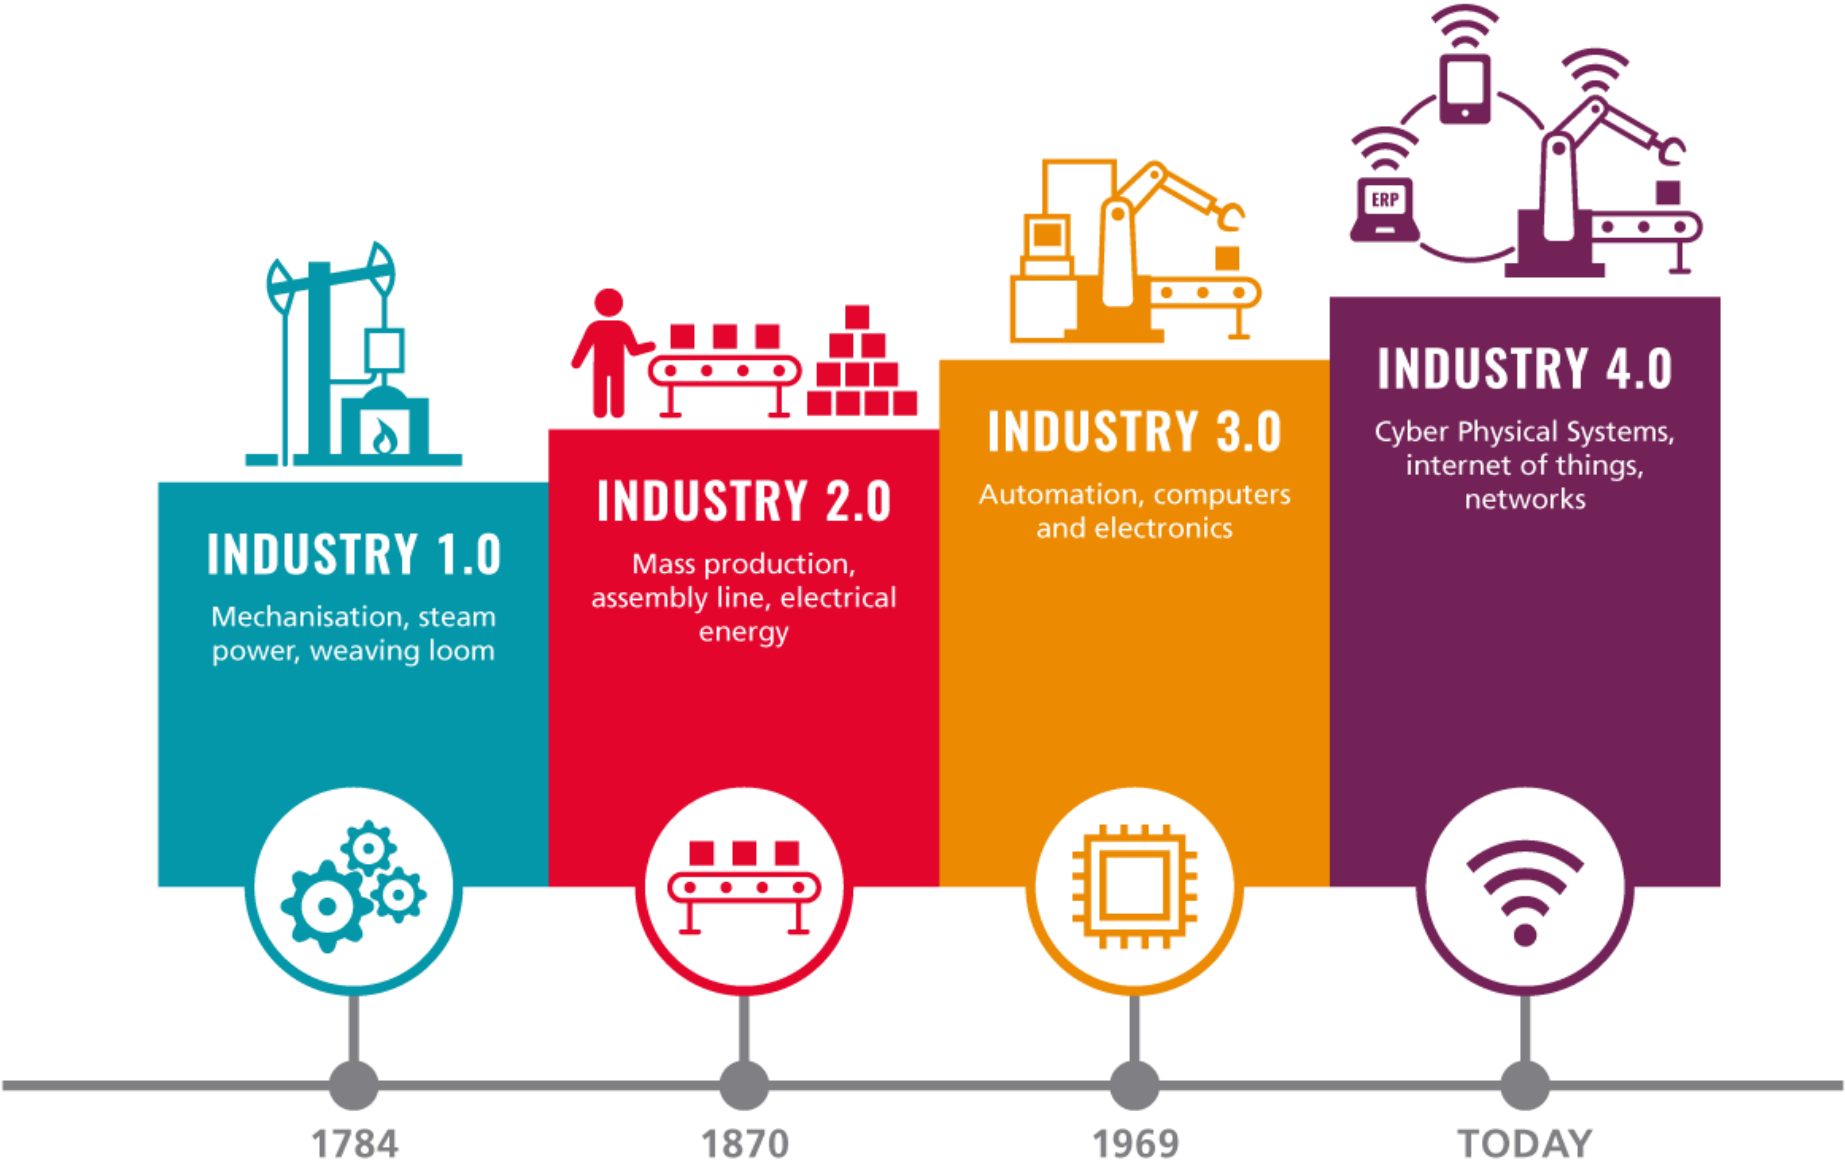 ERP
INDUSTRY 1.0
Mechanisation, steam
power, weaving loom
INDUSTRY 2.0
Mass production,
assembly line, electrical
energy
INDUSTRY 3.0
Automation, computers
and electronics
INDUSTRY 4.0
Cyber Physical Systems,
internet of things,
networks
1784
1870
1969
TODAY